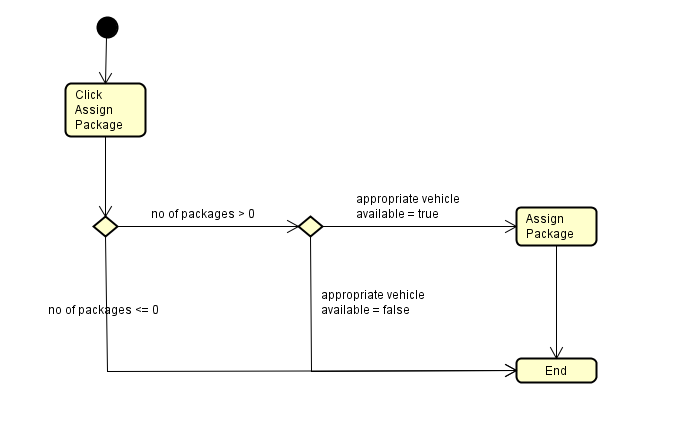 Click
Assign
Package
no of packages > 0
appropriate vehicle
available = true
Assign
Package
no of packages <= 0
appropriate vehicle
available = false
End